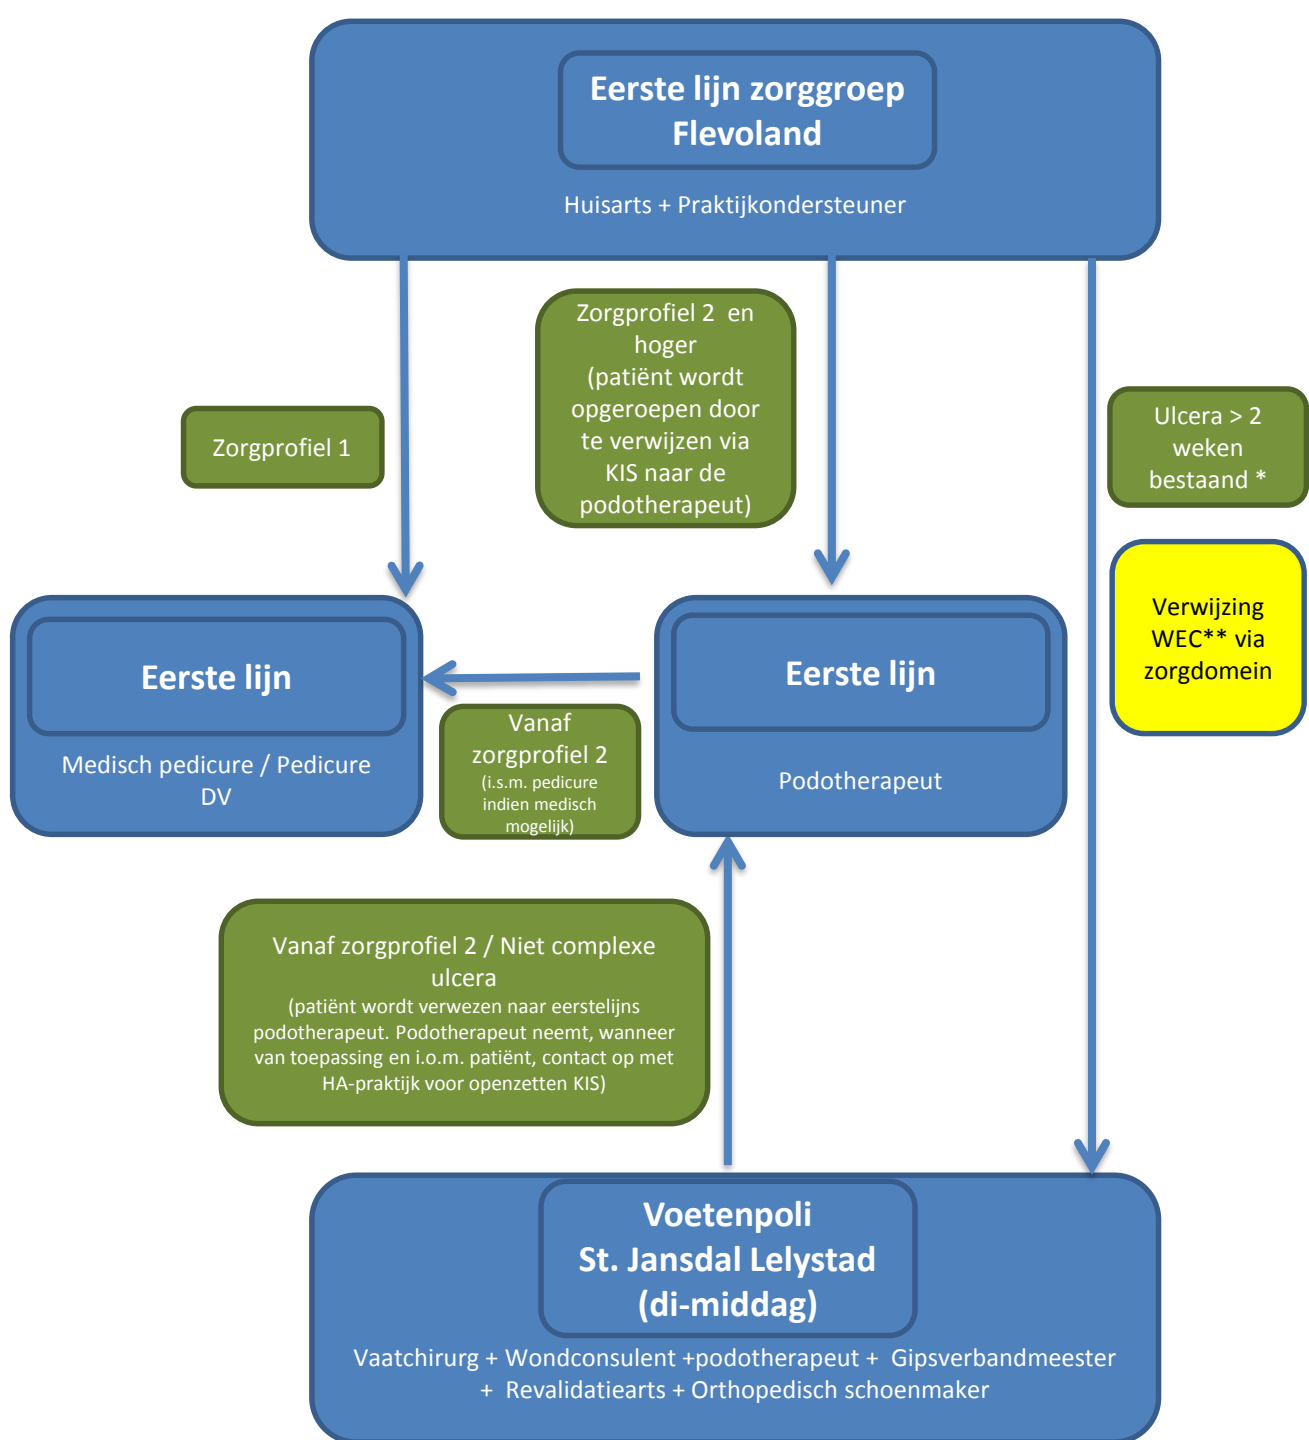 Eerste lijn zorggroep
Flevoland
Huisarts + Praktijkondersteuner
Zorgprofiel 2 en
hoger
(patiënt wordt
opgeroepen door
te verwijzen via
KIS naar de
podotherapeut)
Zorgprofiel 1
Ulcera > 2
weken
bestaand *
Verwijzing
WEC** via
zorgdomein
Eerste lijn
Medisch pedicure / Pedicure
DV
Vanaf
zorgprofiel 2
(i.s.m. pedicure
indien medisch
mogelijk)
Eerste lijn
Podotherapeut
Vanaf zorgprofiel 2 / Niet complexe
ulcera
(patiënt wordt verwezen naar eerstelijns
podotherapeut. Podotherapeut neemt, wanneer
van toepassing en i.o.m. patiënt, contact op met
HA-praktijk voor openzetten KIS)
Voetenpoli
St. Jansdal Lelystad
(di-middag)
Vaatchirurg + Wondconsulent +podotherapeut + Gipsverbandmeester
+ Revalidatiearts + Orthopedisch schoenmaker